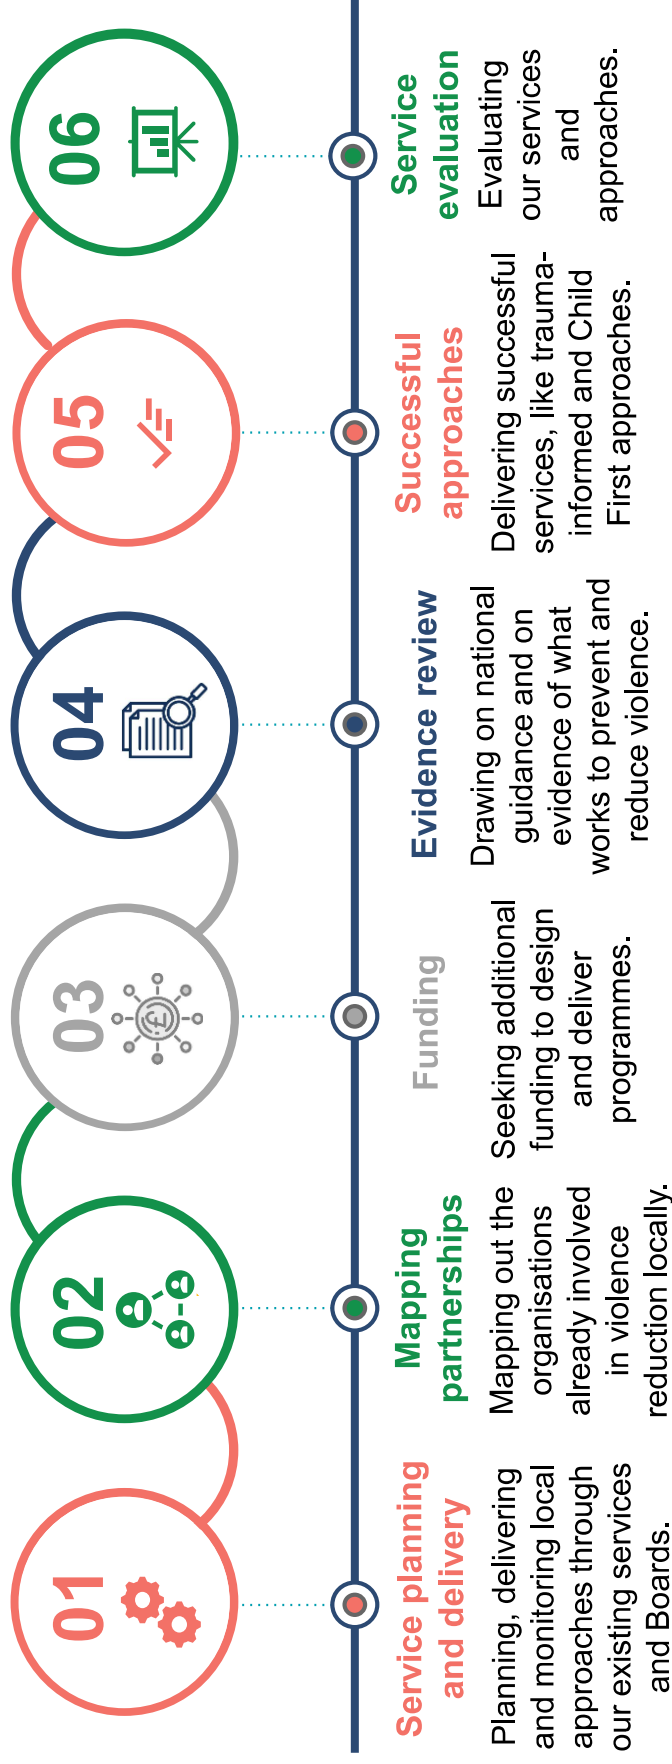 01
Service planning
and delivery
Planning, delivering
and monitoring local
approaches through
our existing services
and Boards.
02
Mapping
partnerships
Mapping out the
organisations
already involved
in violence
reduction locally.
03
£
Funding
Seeking additional
funding to design
and deliver
programmes.
04
Evidence review
Drawing on national
guidance and on
evidence of what
works to prevent and
reduce violence.
05
Successful
approaches
Delivering successful
services, like trauma-
informed and Child
First approaches.
06
Service
evaluation
Evaluating
our services
and
approaches.